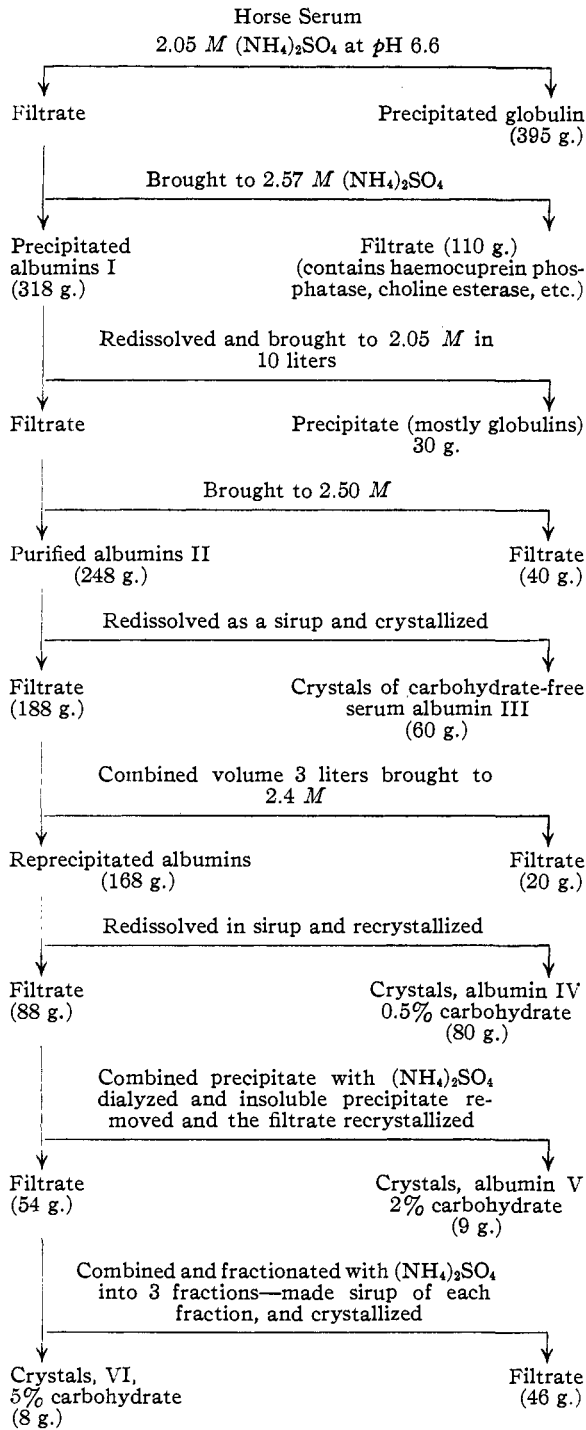 Horse Serum
2.05 M (NH₄)₂SO₄ at pH 6.6
Filtrate
Precipitated globulin
(395 g.)
Brought to 2.57 M (NH₄)₂SO₄
Precipitated
albumins I
(318 g.)
Filtrate (110 g.)
(contains haemocuprein phos-
phatase, choline esterase, etc.)
Redissolved and brought to 2.05 M in
10 liters
Filtrate
Precipitate (mostly globulins)
30 g.
Brought to 2.50 M
Purified albumins II
(248 g.)
Filtrate
(40 g.)
Redissolved as a sirup and crystallized
Filtrate
(188 g.)
Crystals of carbohydrate-free
serum albumin III
(60 g.)
Combined volume 3 liters brought to
2.4 M
Reprecipitated albumins
(168 g.)
Filtrate
(20 g.)
Redissolved in sirup and recrystallized
Filtrate
(88 g.)
Crystals, albumin IV
0.5% carbohydrate
(80 g.)
Combined precipitate with (NH₄)₂SO₄
dialyzed and insoluble precipitate re-
moved and the filtrate recrystallized
Filtrate
(54 g.)
Crystals, albumin V
2% carbohydrate
(9 g.)
Combined and fractionated with (NH₄)₂SO₄
into 3 fractions—made sirup of each
fraction, and crystallized
Crystals, VI,
5% carbohydrate
(8 g.)
Filtrate
(46 g.)